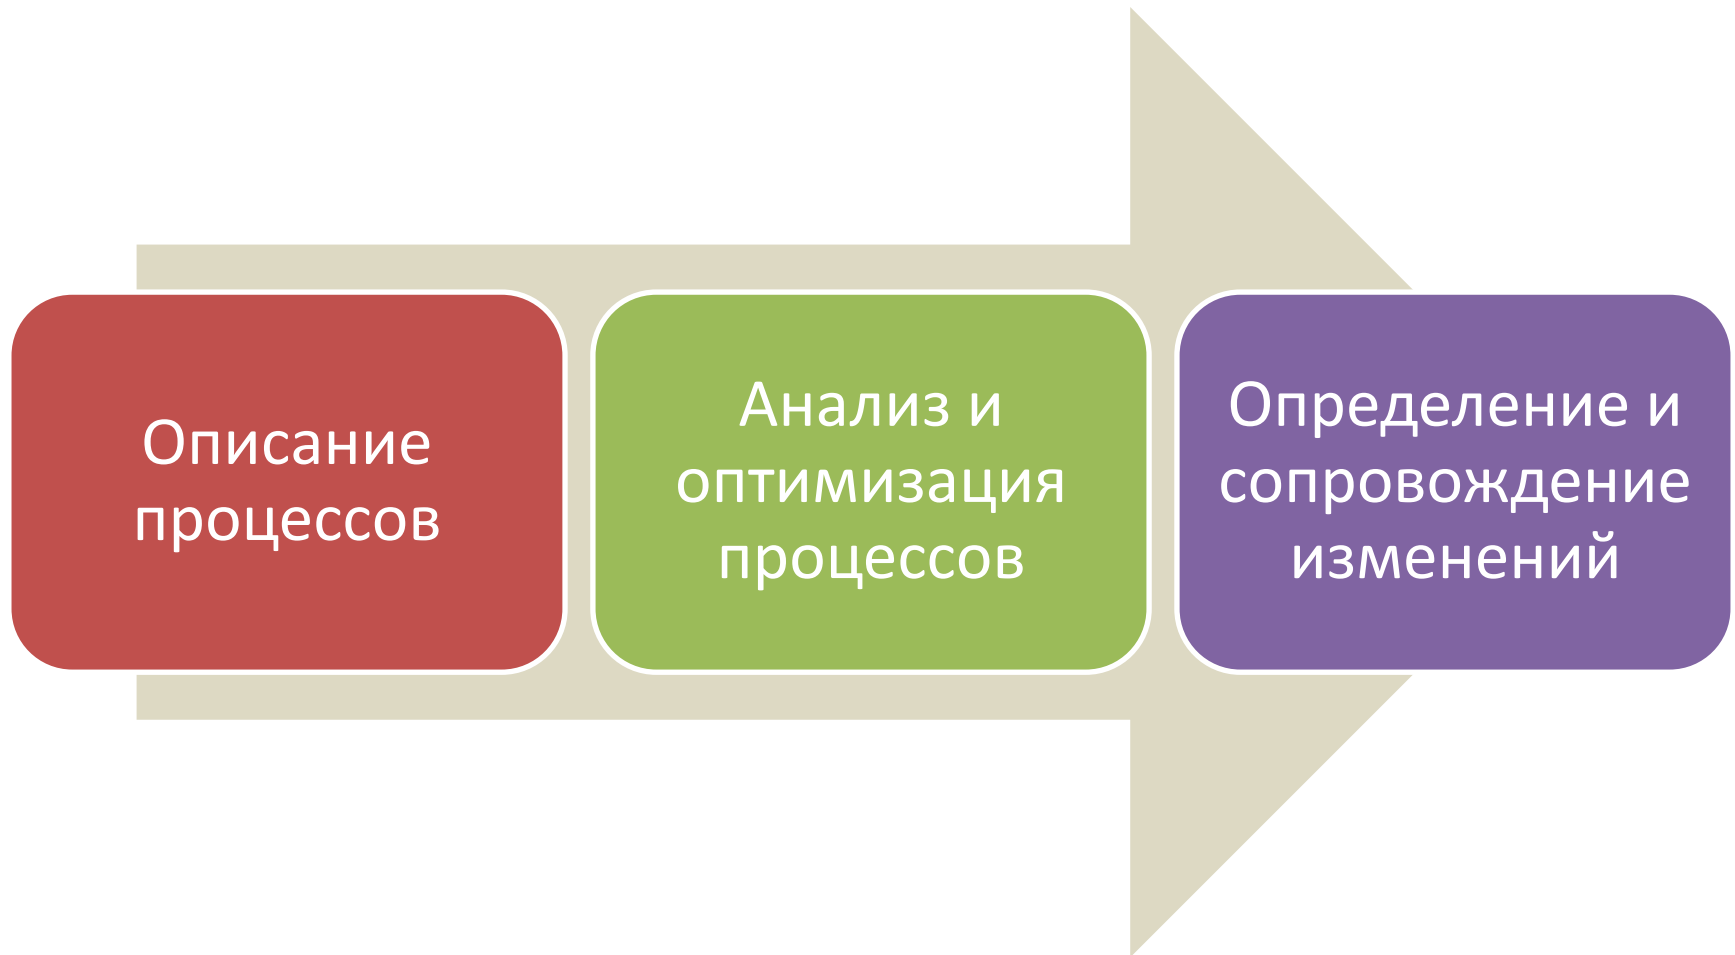 Описание
процессов
Анализ и
оптимизация
процессов
Определение и
сопровождение
изменений